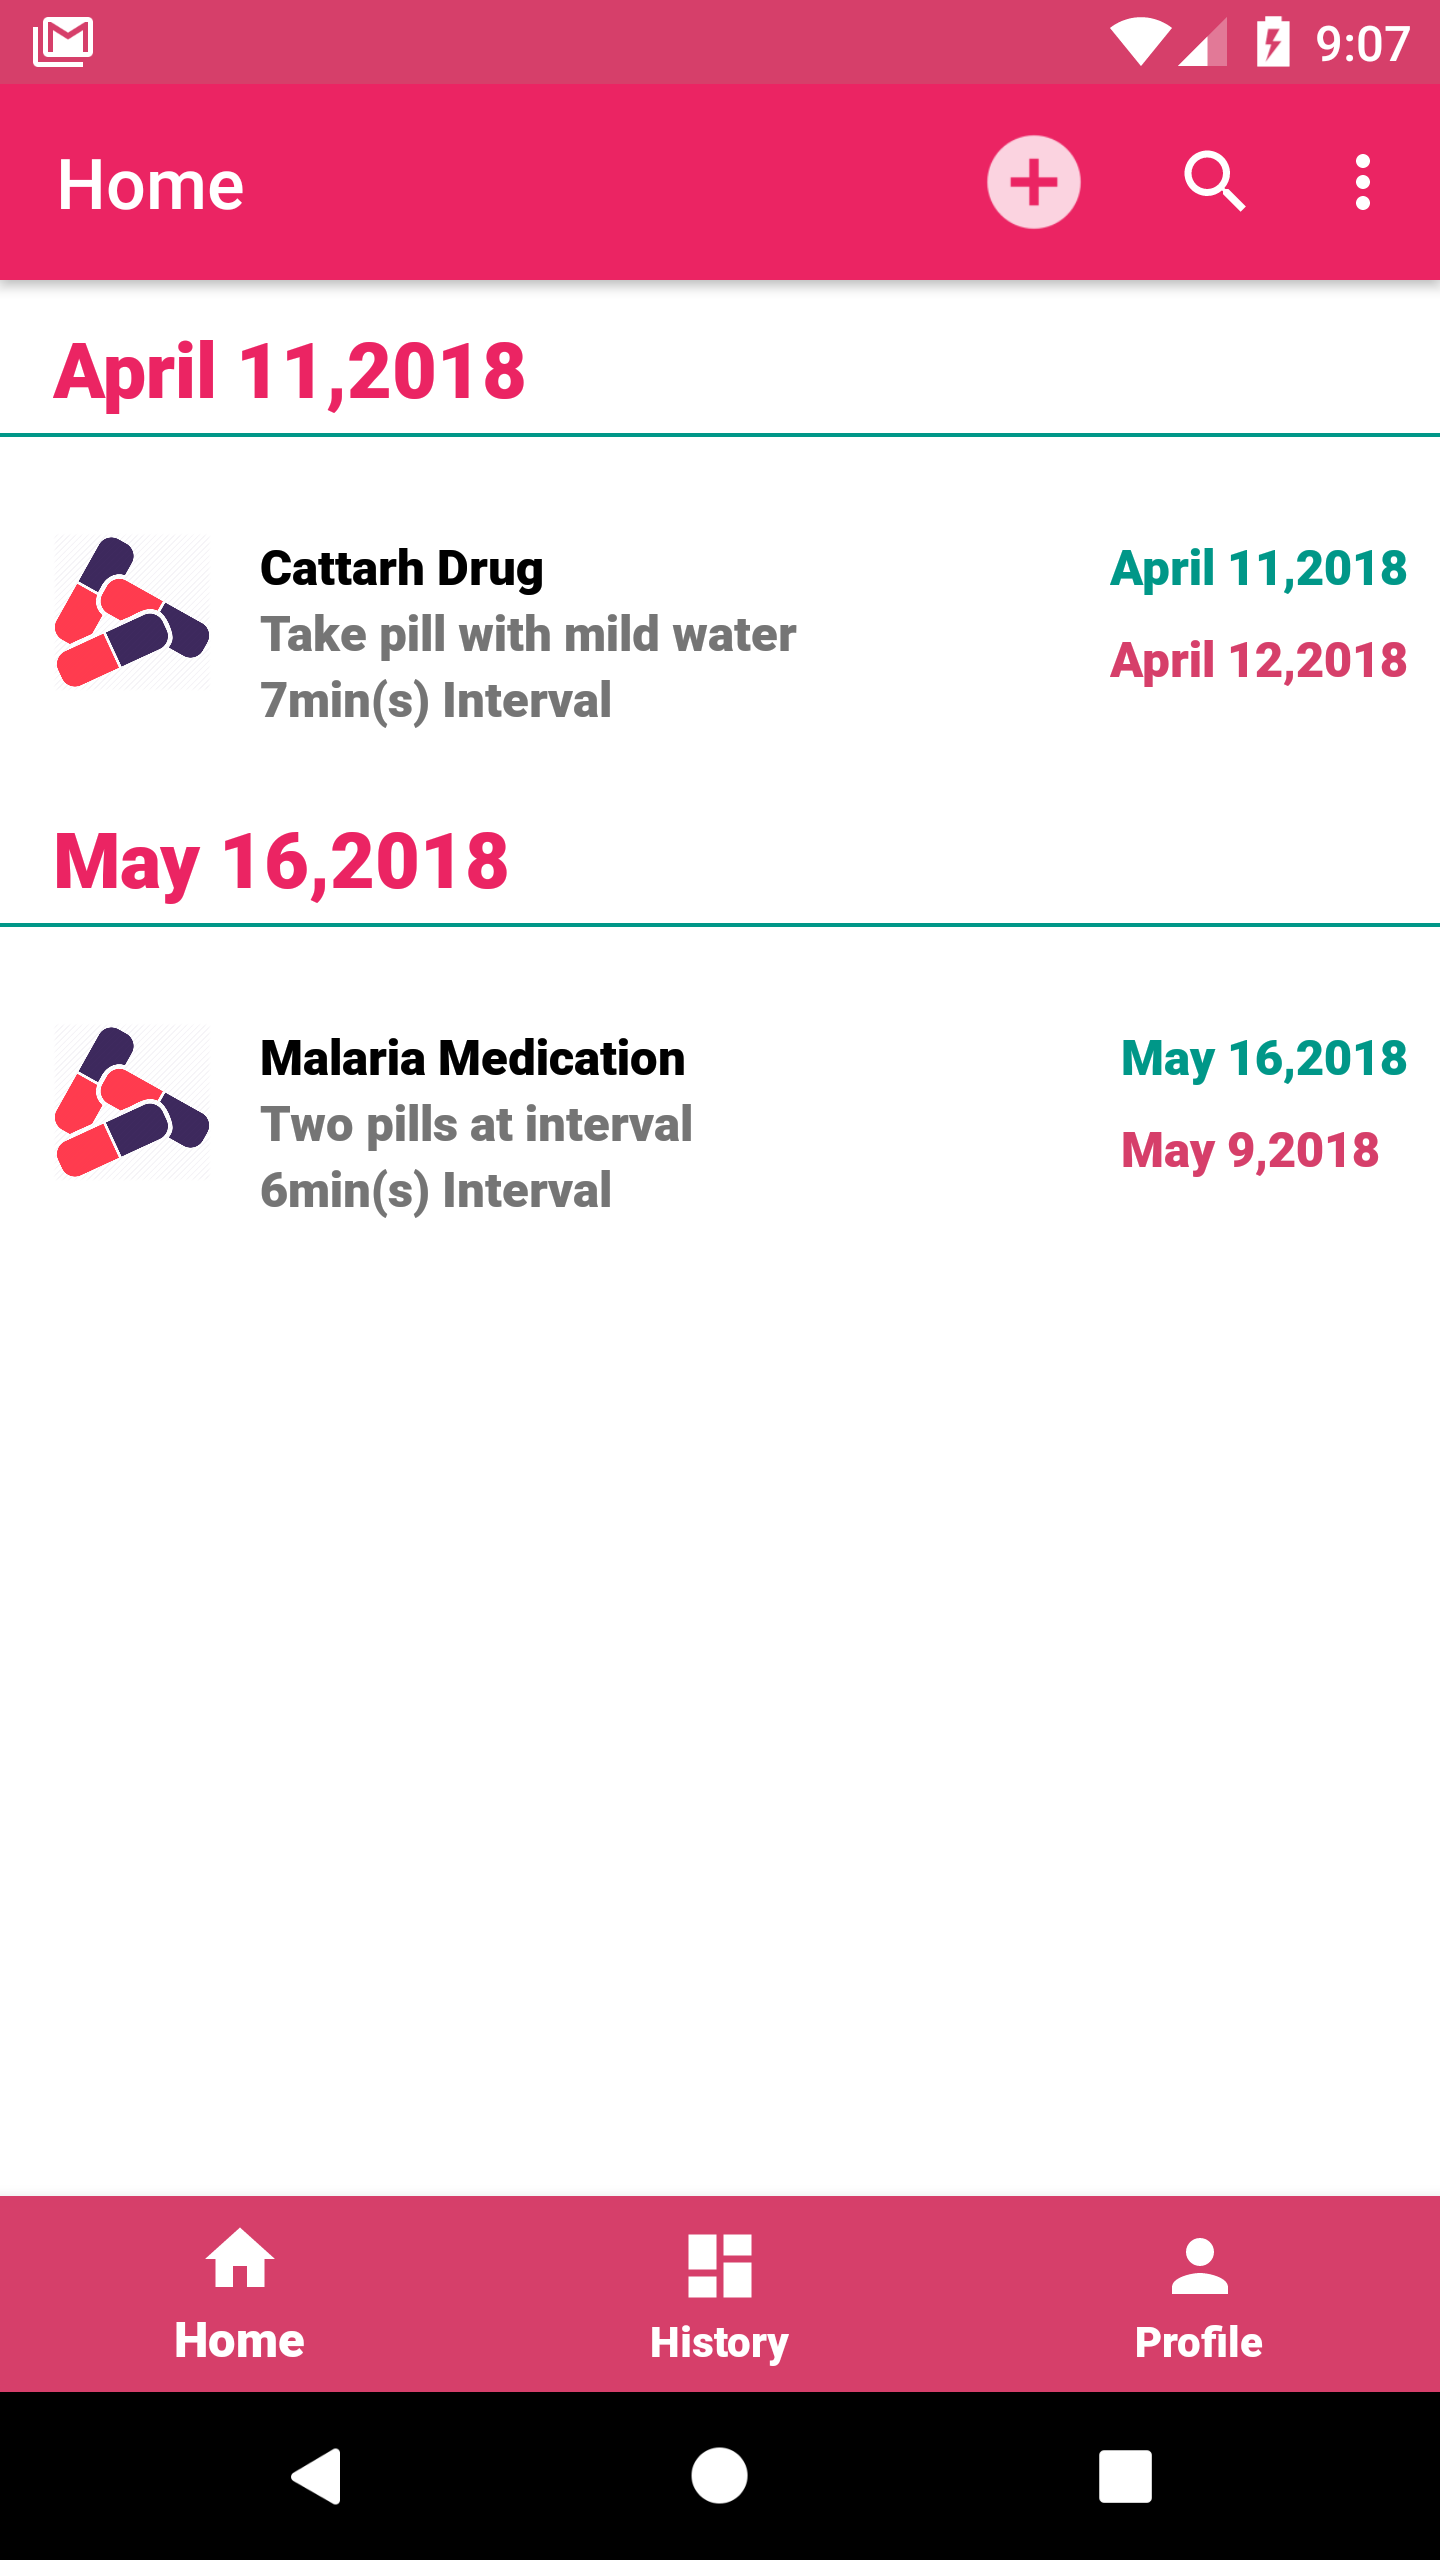 9:07
Home
April 11,2018
Cattarh Drug
April 11,2018
Take pill with mild water
April 12,2018
7min(s) Interval
May 16,2018
Malaria Medication
May 16,2018
Two pills at interval
May 9,2018
6min(s) Interval
Home
History
Profile